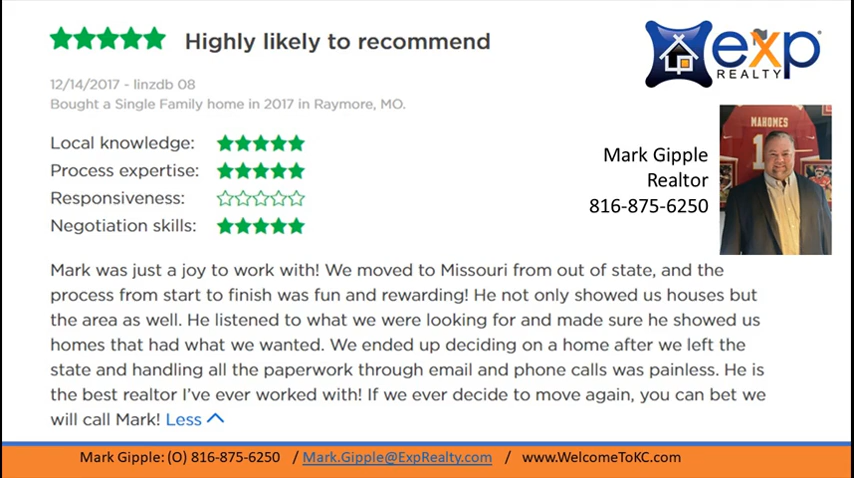 Highly likely to recommend
12/14/2017 - linzdb 08
Bought a Single Family home in 2017 in Raymore, MO.
Local knowledge:
Process expertise:
Responsiveness:
Negotiation skills:
exp
REALTY
MAHOMES
1
Mark Gipple
Realtor
816-875-6250
Mark was just a joy to work with! We moved to Missouri from out of state, and the
process from start to finish was fun and rewarding! He not only showed us houses but
the area as well. He listened to what we were looking for and made sure he showed us
homes that had what we wanted. We ended up deciding on a home after we left the
state and handling all the paperwork through email and phone calls was painless. He is
the best realtor I've ever worked with! If we ever decide to move again, you can bet we
will call Mark! Less
Mark Gipple: (O) 816-875-6250 / Mark.Gipple@ExpRealty.com / www.WelcomeToKC.com